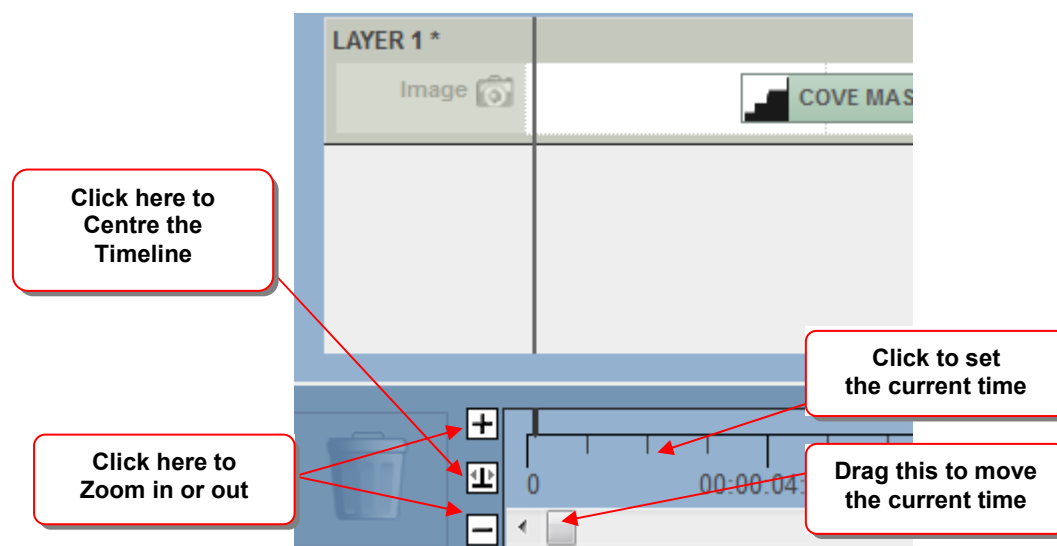 LAYER 1 *
Image
COVE MAS
Click here to
Centre the
Timeline
Click to set
the current time
Click here to
Zoom in or out
0
00:00.04:
Drag this to move
the current time